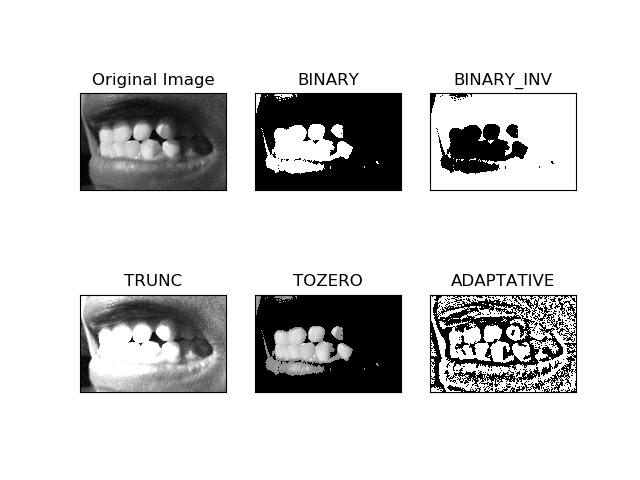 Original Image
BINARY
BINARY_INV
TRUNC
TOZERO
ADAPTATIVE